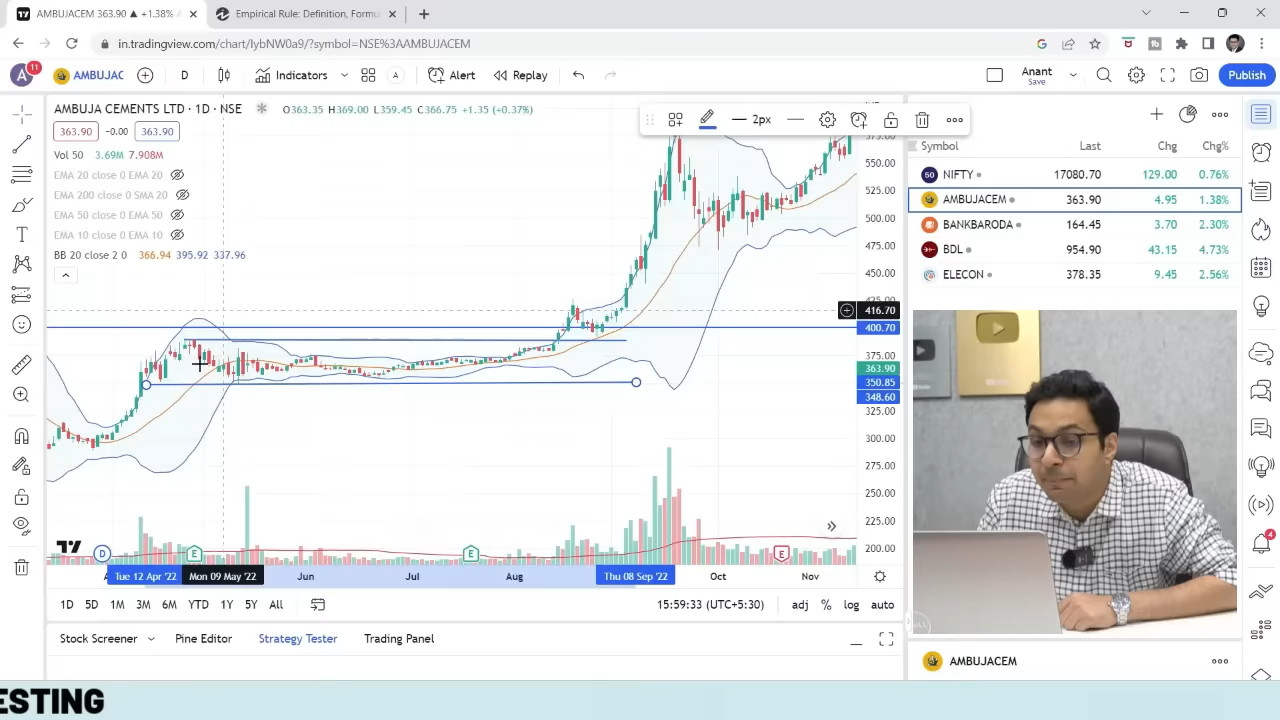 AMBUJACEM 363.90 ▲ +1.38%
Empirical Rule: Definition, Formu
in.tradingview.com/chart/IybNW0a9/?symbol=NSE%3AAMBUJACEM
A 11 AMBUJAC D Indicators A Alert Replay Anant Save Publish
AMBUJA CEMENTS LTD · 1D · NSE O363.35 H369.00 L359.45 C366.75 +1.35 (+0.37%)
363.90 -0.00 363.90
2px
Vol 50 3.69M 7.908M
EMA 20 close 0 EMA 20
EMA 200 close 0 SMA 20
EMA 50 close 0 EMA 50
EMA 10 close 0 EMA 10
BB 20 close 2 0 366.94 395.92 337.96
575.00
550.00
525.00
500.00
475.00
450.00
425.00
416.70
400.70
375.00
363.90
350.85
348.60
325.00
300.00
275.00
250.00
225.00
200.00
D E E E
Tue 12 Apr '22 Mon 09 May '22 Jun Jul Aug Thu 08 Sep '22 Oct Nov
1D 5D 1M 3M 6M YTD 1Y 5Y All 15:59:33 (UTC+5:30) adj % log auto
Stock Screener Pine Editor Strategy Tester Trading Panel
Symbol Last Chg Chg%
50 NIFTY 17080.70 129.00 0.76%
AMBUJACEM 363.90 4.95 1.38%
BANKBARODA 164.45 3.70 2.30%
BDL 954.90 43.15 4.73%
ELECON 378.35 9.45 2.56%
4
AMBUJACEM
ESTING